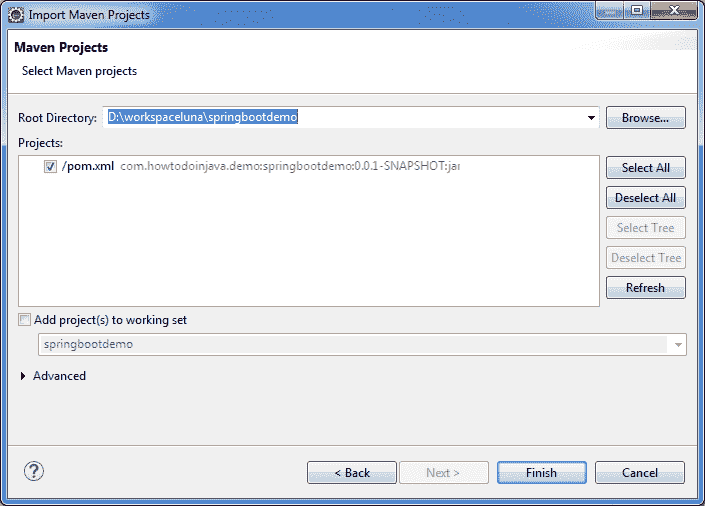 Import Maven Projects
Maven Projects
Select Maven projects
Root Directory: D:\workspaceluna\springbootdemo Browse...
Projects:
/pom.xml com.howtodoinjava.demo:springbootdemo:0.0.1-SNAPSHOT:jar
Select All
Deselect All
Select Tree
Deselect Tree
Refresh
Add project(s) to working set
springbootdemo
Advanced
? < Back Next > Finish Cancel